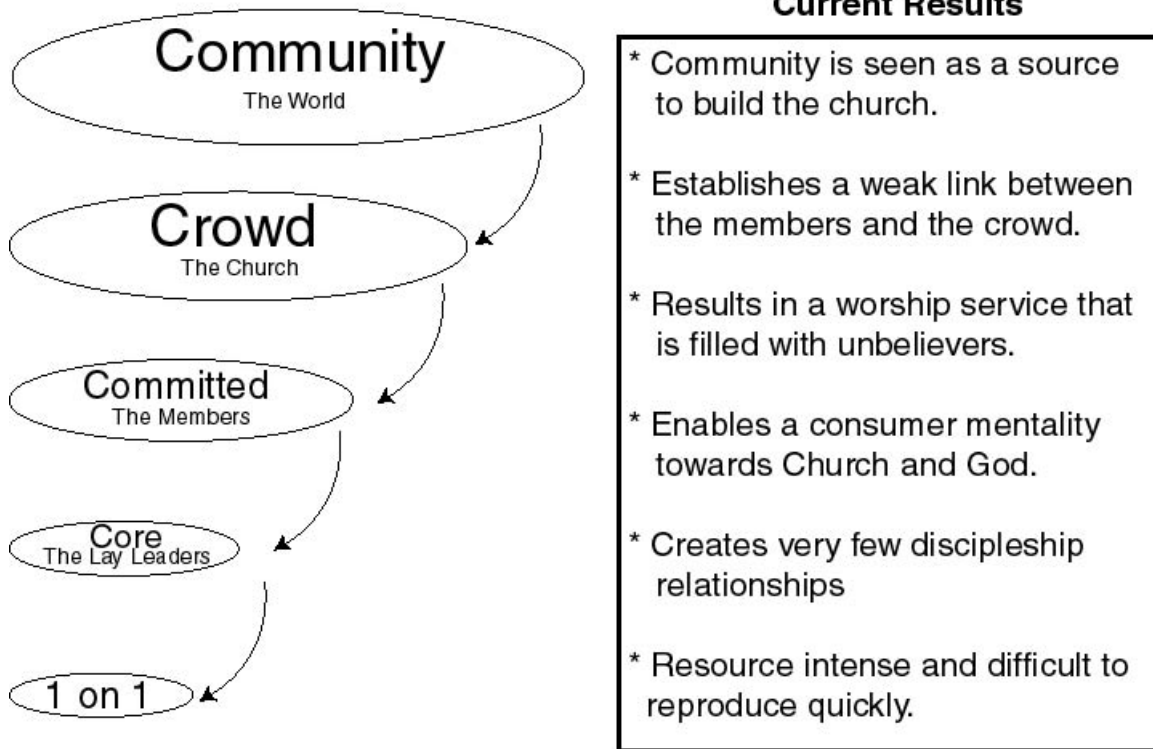 Community
The World
Crowd
The Church
Committed
The Members
Core
The Lay Leaders
1 on 1
Current Results
* Community is seen as a source
to build the church.
* Establishes a weak link between
the members and the crowd.
* Results in a worship service that
is filled with unbelievers.
* Enables a consumer mentality
towards Church and God.
* Creates very few discipleship
relationships
* Resource intense and difficult to
reproduce quickly.